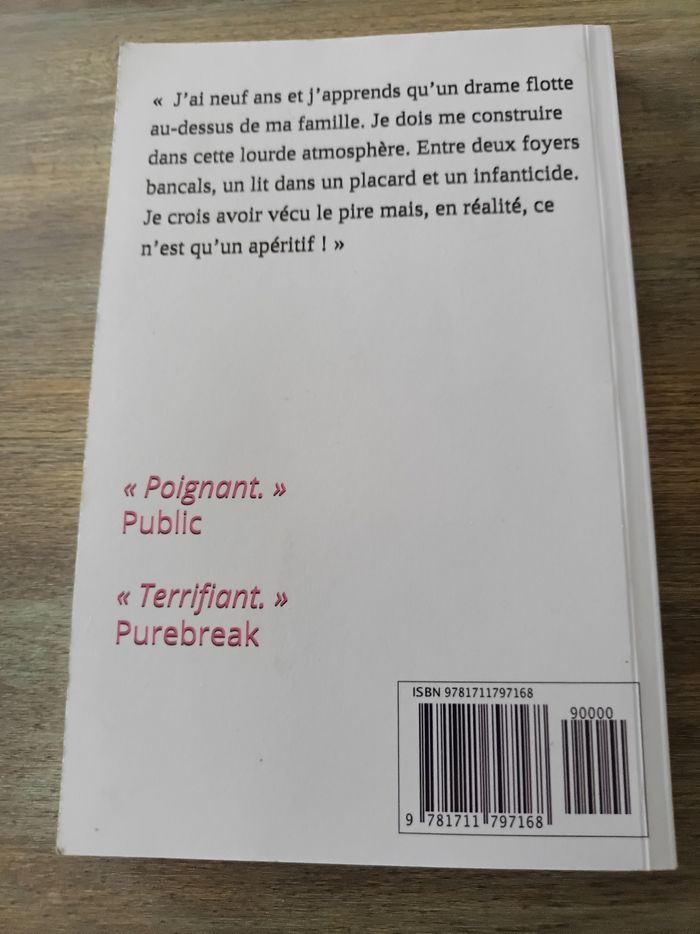 « J'ai neuf ans et j'apprends qu'un drame flotte
au-dessus de ma famille. Je dois me construire
dans cette lourde atmosphère. Entre deux foyers
bancals, un lit dans un placard et un infanticide.
Je crois avoir vécu le pire mais, en réalité, ce
n'est qu'un apéritif ! »
« Poignant. »
Public
« Terrifiant. »
Purebreak
ISBN 9781711797168
90000
9 781711 797168